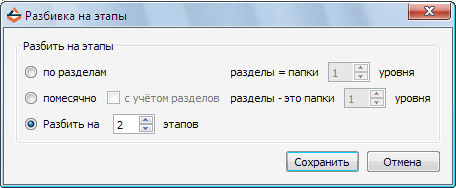 Разбивка на этапы
Разбить на этапы
по разделам разделы = папки 1 уровня
помесячно с учётом разделов разделы - это папки 1 уровня
Разбить на 2 этапов
Сохранить Отмена